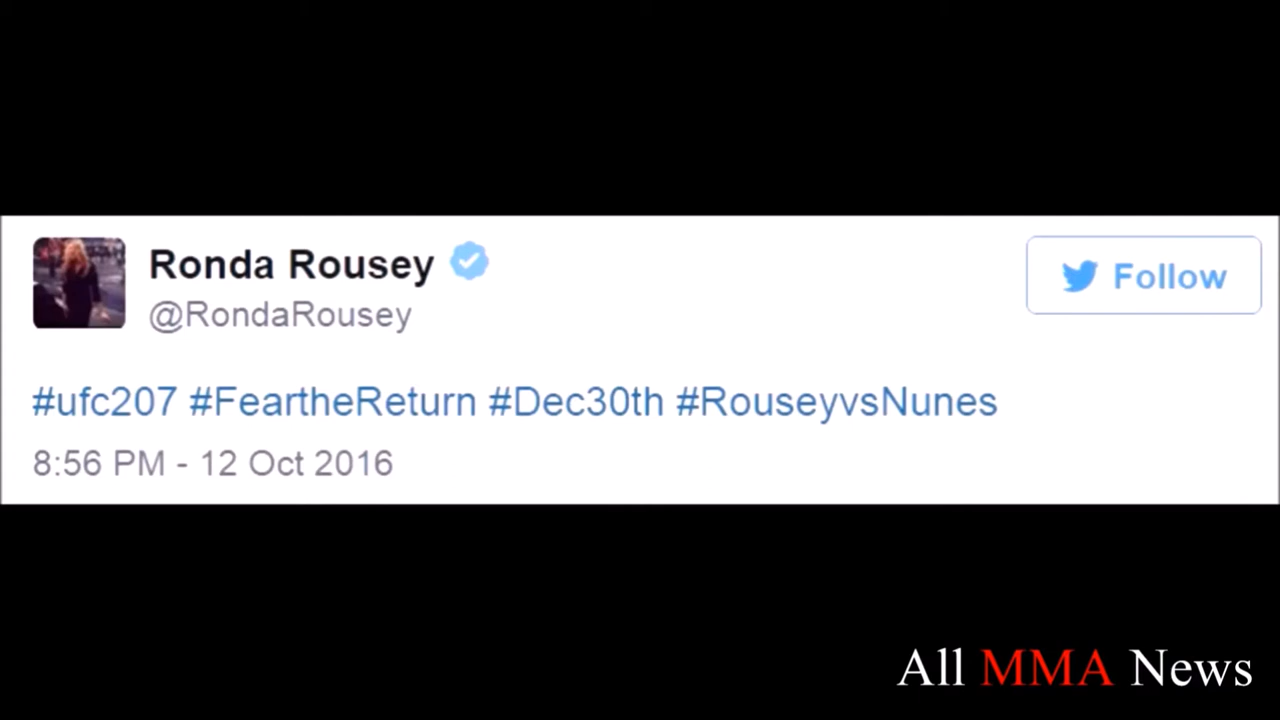 Ronda Rousey
@RondaRousey
Follow
#ufc207 #FeartheReturn #Dec30th #RouseyvsNunes
8:56 PM - 12 Oct 2016
All MMA News